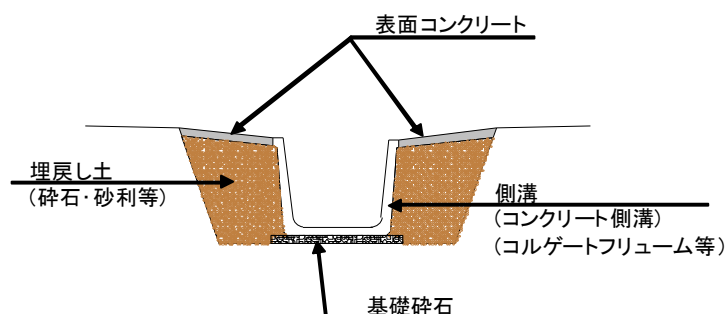 表面コンクリート
埋戻し土
(砕石・砂利等)
側溝
(コンクリート側溝)
(コルゲートフリューム等)
基礎砕石